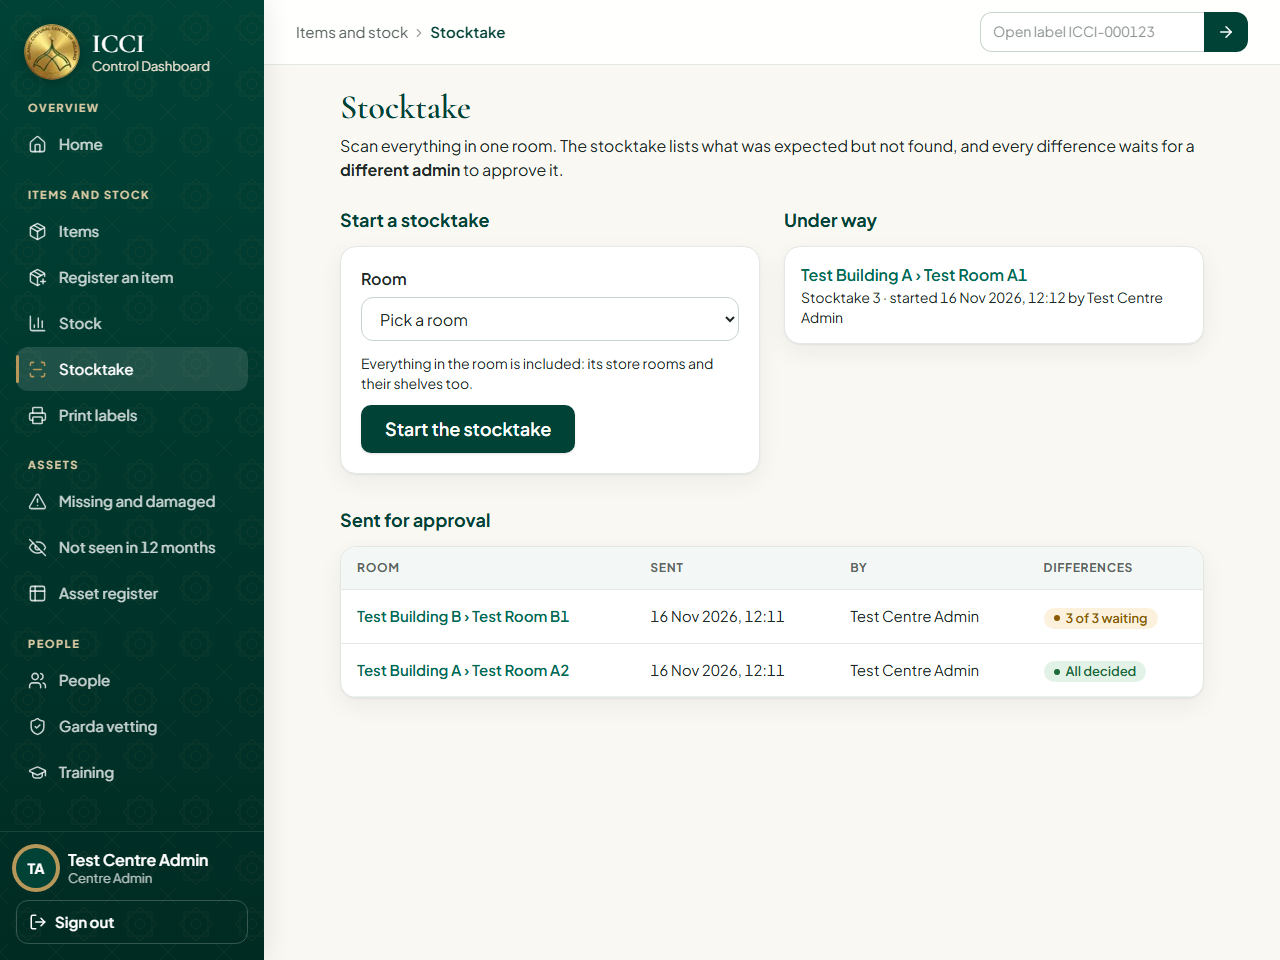 ICCI
Control Dashboard
OVERVIEW
Home
ITEMS AND STOCK
Items
Register an item
Stock
Stocktake
Print labels
ASSETS
Missing and damaged
Not seen in 12 months
Asset register
PEOPLE
People
Garda vetting
Training
TA
Test Centre Admin
Centre Admin
Sign out
Items and stock › Stocktake
Open label ICCI-000123
Stocktake
Scan everything in one room. The stocktake lists what was expected but not found, and every difference waits for a
different admin to approve it.
Start a stocktake
Room
Pick a room
Everything in the room is included: its store rooms and
their shelves too.
Start the stocktake
Under way
Test Building A › Test Room A1
Stocktake 3 · started 16 Nov 2026, 12:12 by Test Centre
Admin
Sent for approval
ROOM SENT BY DIFFERENCES
Test Building B › Test Room B1 16 Nov 2026, 12:11 Test Centre Admin 3 of 3 waiting
Test Building A › Test Room A2 16 Nov 2026, 12:11 Test Centre Admin All decided